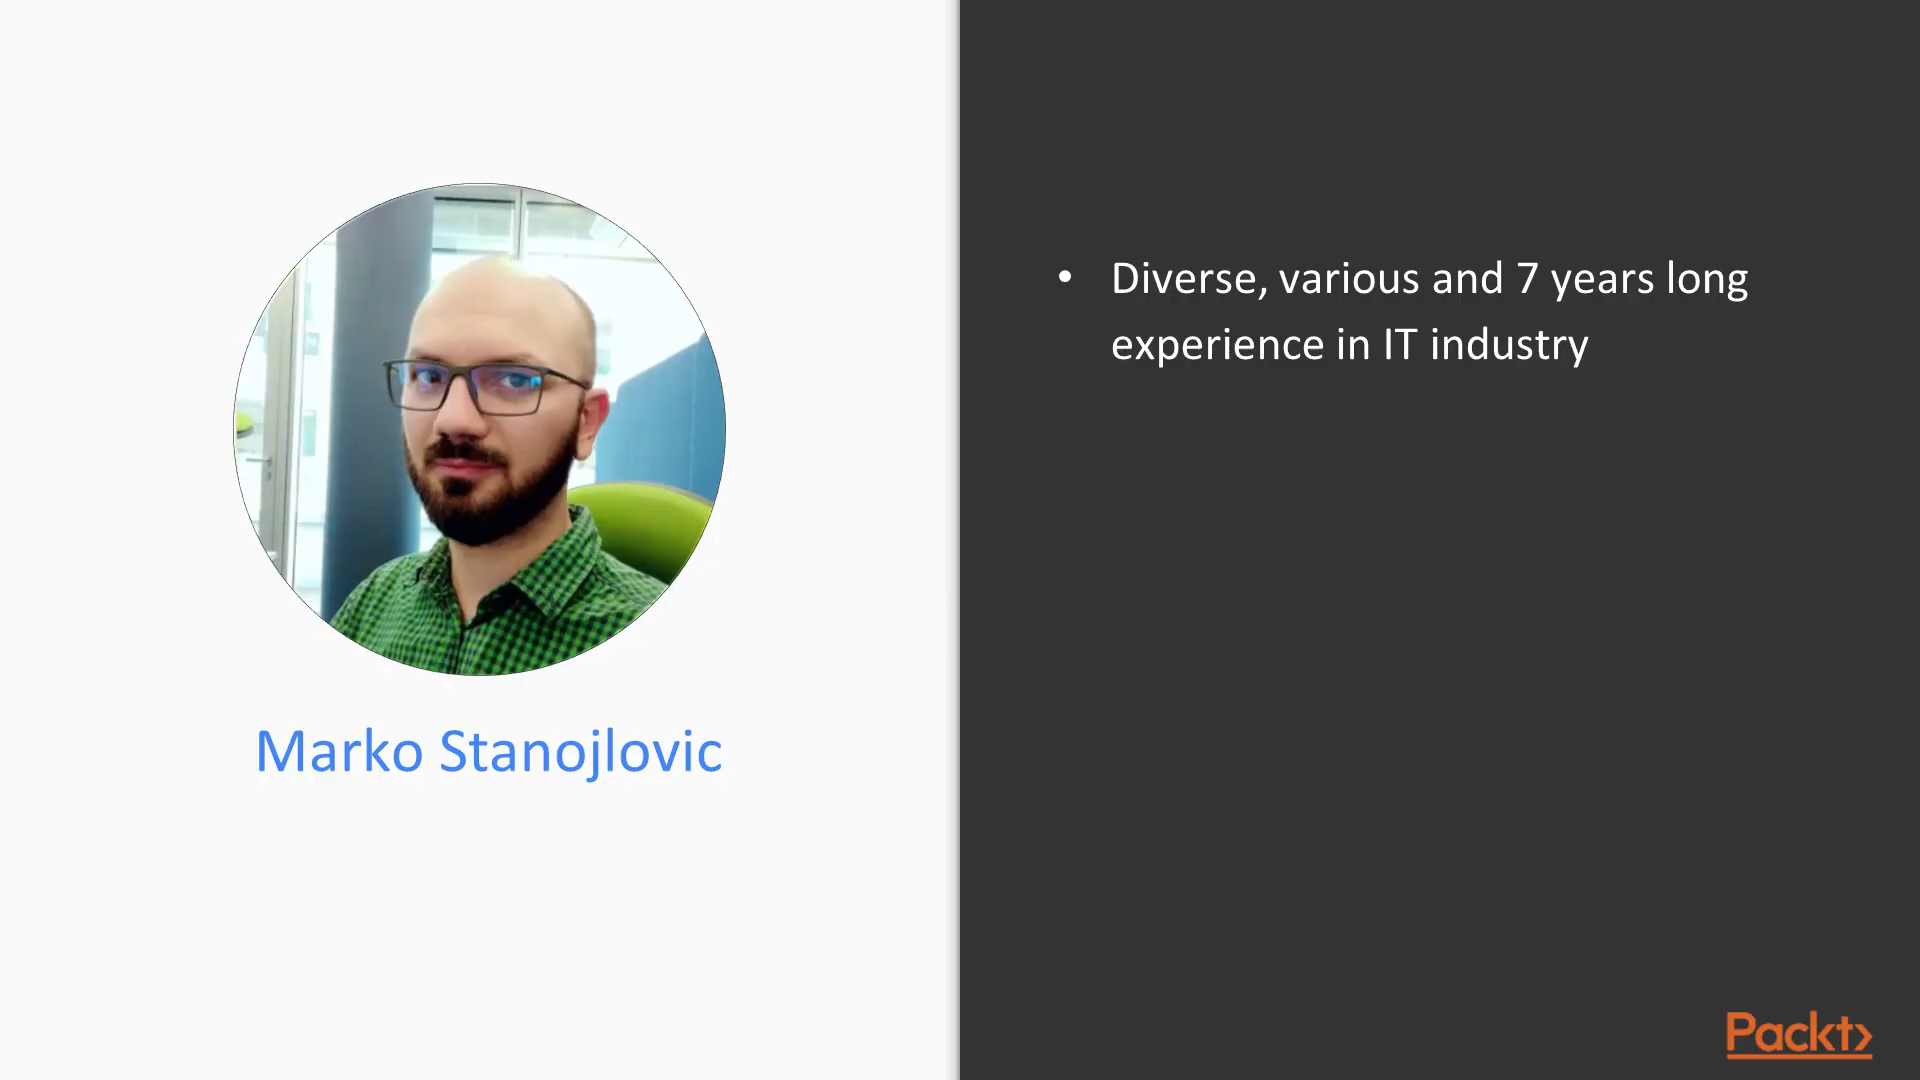 Marko Stanojlovic
• Diverse, various and 7 years long
experience in IT industry
Packt